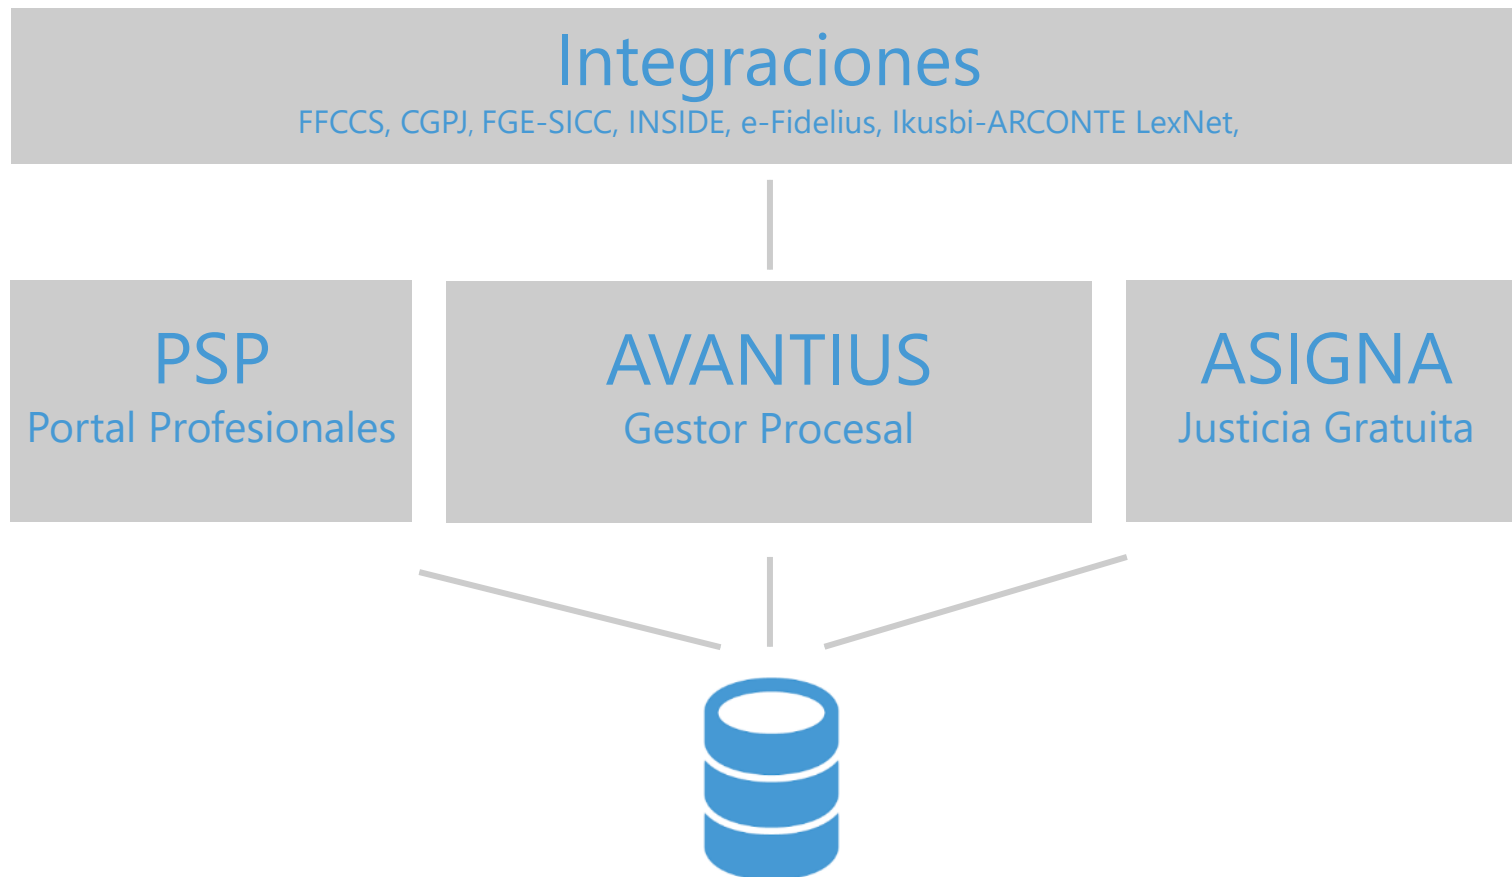 Integraciones
FFCCS, CGPJ, FGE-SICC, INSIDE, e-Fidelius, Ikusbi-ARCONTE LexNet,
PSP
Portal Profesionales
AVANTIUS
Gestor Procesal
ASIGNA
Justicia Gratuita